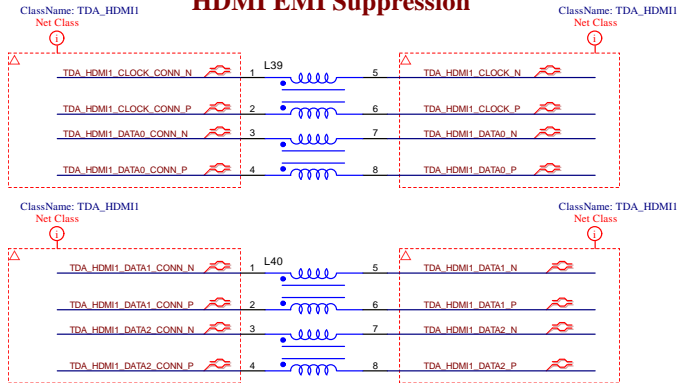 HDMI EMI Suppression
ClassName: TDA_HDMI1
ClassName: TDA_HDMI1
Net Class
Net Class
i
i
L39
TDA_HDMI1_CLOCK_CONN_N 1 5 TDA_HDMI1_CLOCK_N
TDA_HDMI1_CLOCK_CONN_P 2 6 TDA_HDMI1_CLOCK_P
TDA_HDMI1_DATA0_CONN_N 3 7 TDA_HDMI1_DATA0_N
TDA_HDMI1_DATA0_CONN_P 4 8 TDA_HDMI1_DATA0_P
ClassName: TDA_HDMI1
ClassName: TDA_HDMI1
Net Class
Net Class
i
i
L40
TDA_HDMI1_DATA1_CONN_N 1 5 TDA_HDMI1_DATA1_N
TDA_HDMI1_DATA1_CONN_P 2 6 TDA_HDMI1_DATA1_P
TDA_HDMI1_DATA2_CONN_N 3 7 TDA_HDMI1_DATA2_N
TDA_HDMI1_DATA2_CONN_P 4 8 TDA_HDMI1_DATA2_P